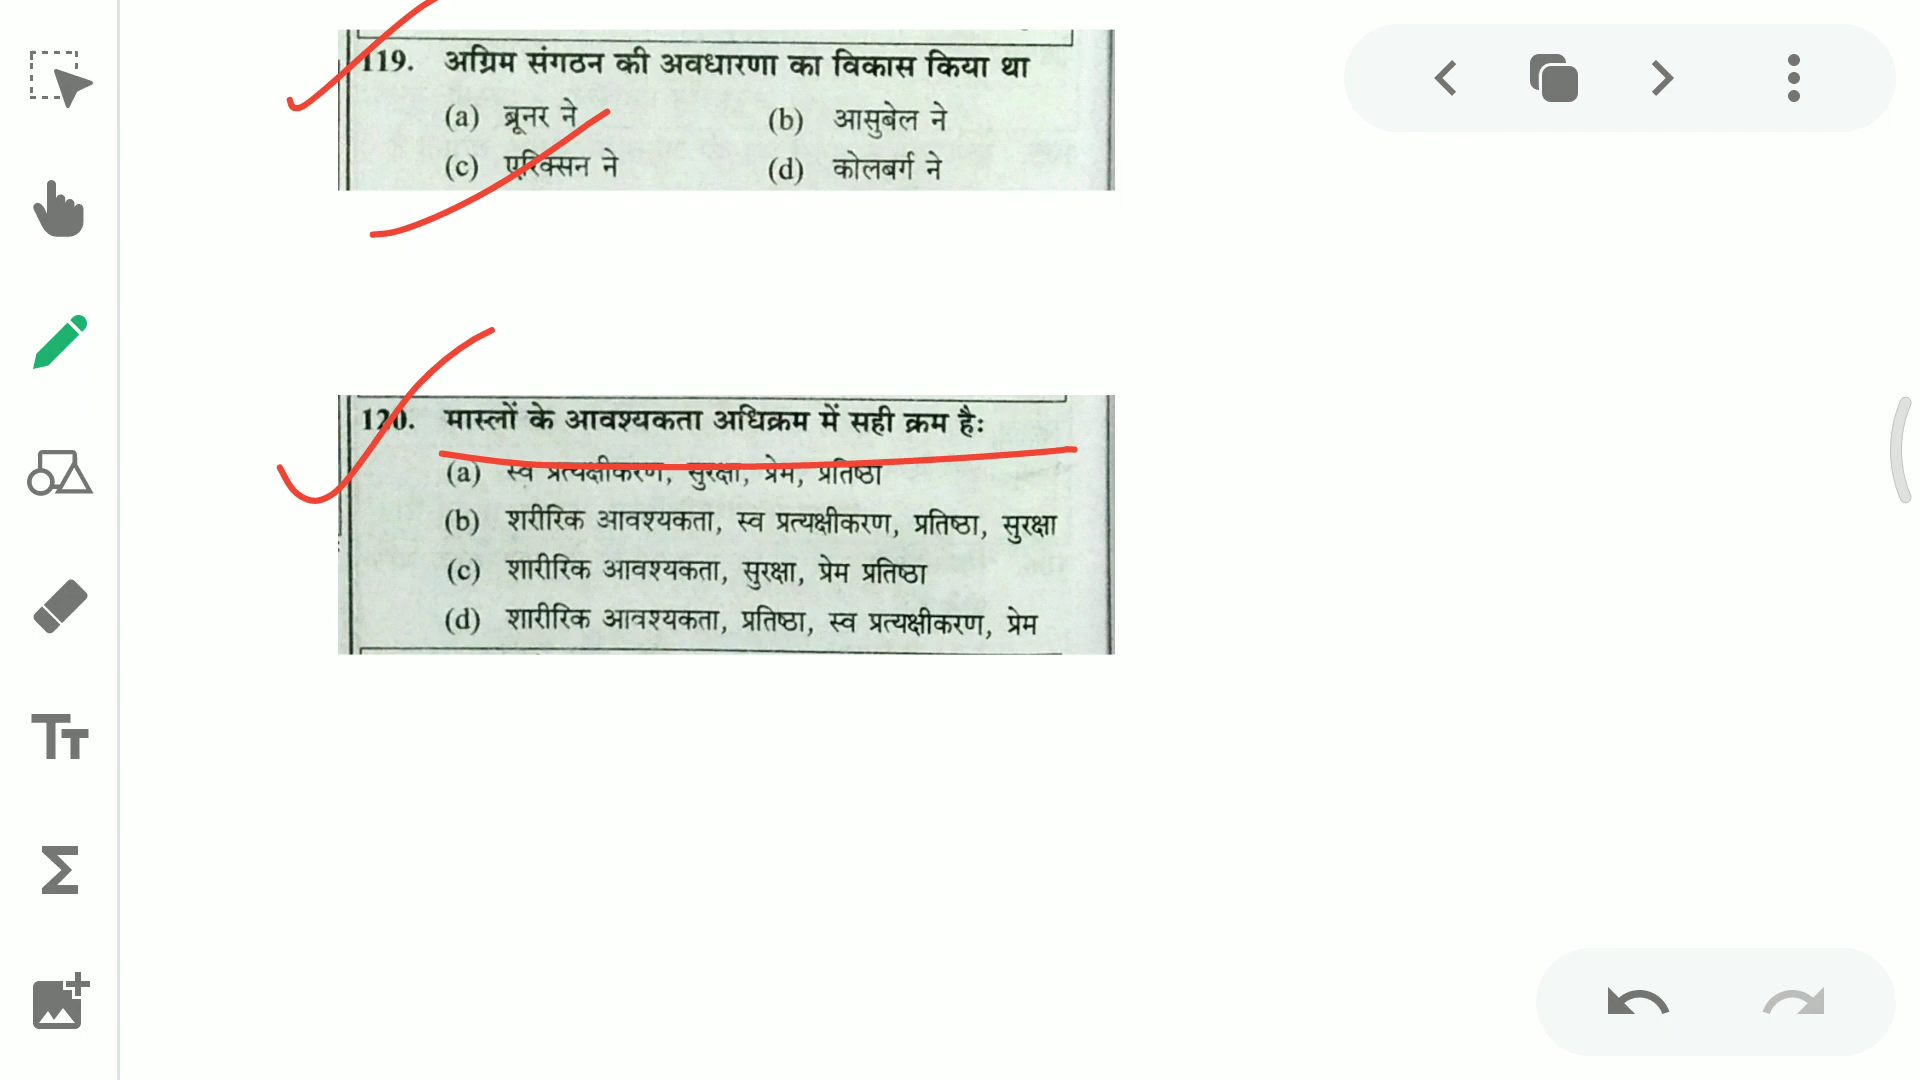 119. अग्रिम संगठन की अवधारणा का विकास किया था
(a) ब्रूनर ने (b) आसुबेल ने
(c) एरिक्सन ने (d) कोलबर्ग ने
120. मास्लों के आवश्यकता अधिक्रम में सही क्रम है:
(a) स्व प्रत्यक्षीकरण, सुरक्षा, प्रेम, प्रतिष्ठा
(b) शरीरिक आवश्यकता, स्व प्रत्यक्षीकरण, प्रतिष्ठा, सुरक्षा
(c) शारीरिक आवश्यकता, सुरक्षा, प्रेम प्रतिष्ठा
(d) शारीरिक आवश्यकता, प्रतिष्ठा, स्व प्रत्यक्षीकरण, प्रेम